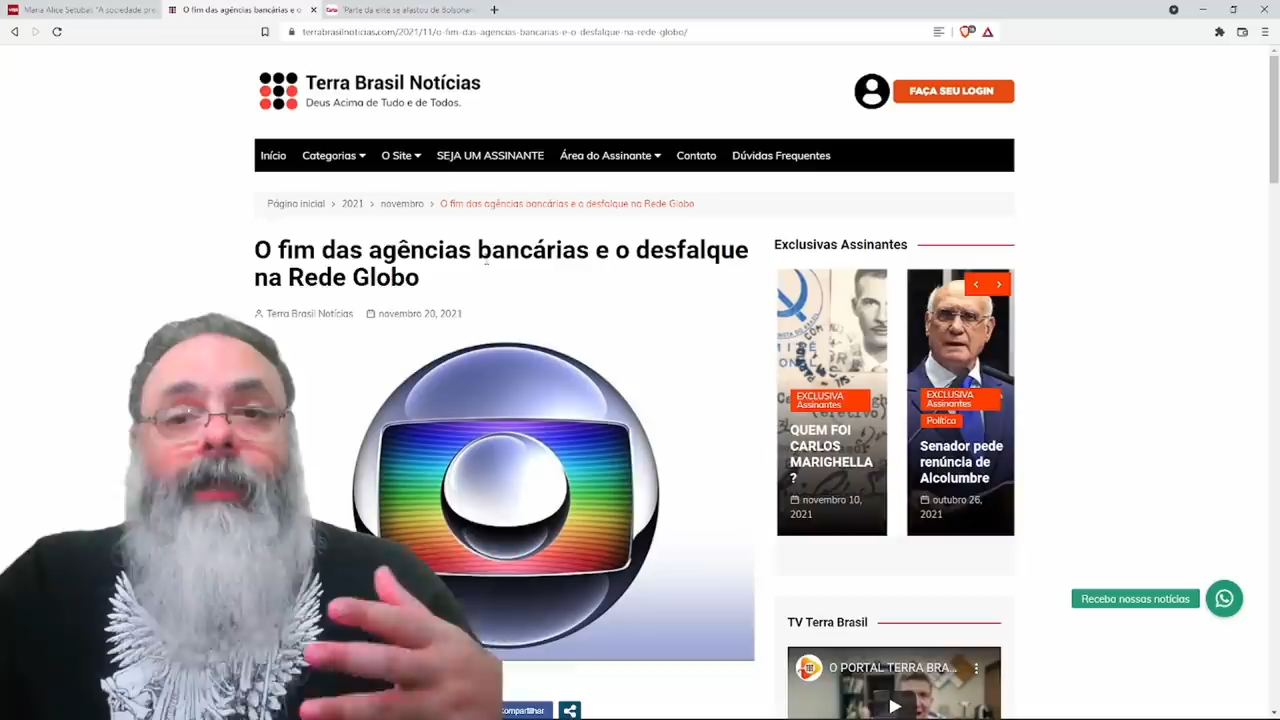 Maria Alice Setubal: "A sociedade pre
O fim das agências bancárias e o
"Parte da elite se afastou de Bolsonar
terrabrasilnoticias.com/2021/11/o-fim-das-agencias-bancarias-e-o-desfalque-na-rede-globo/
Terra Brasil Notícias
Deus Acima de Tudo e de Todos.
FAÇA SEU LOGIN
Início Categorias O Site SEJA UM ASSINANTE Área do Assinante Contato Dúvidas Frequentes
Página inicial > 2021 > novembro > O fim das agências bancárias e o desfalque na Rede Globo
O fim das agências bancárias e o desfalque
na Rede Globo
Terra Brasil Notícias novembro 20, 2021
Exclusivas Assinantes
EXCLUSIVA
Assinantes
QUEM FOI
CARLOS
MARIGHELLA
?
novembro 10,
2021
EXCLUSIVA
Assinantes
Política
Senador pede
renúncia de
Alcolumbre
outubro 26,
2021
Receba nossas notícias
TV Terra Brasil
O PORTAL TERRA BRA...